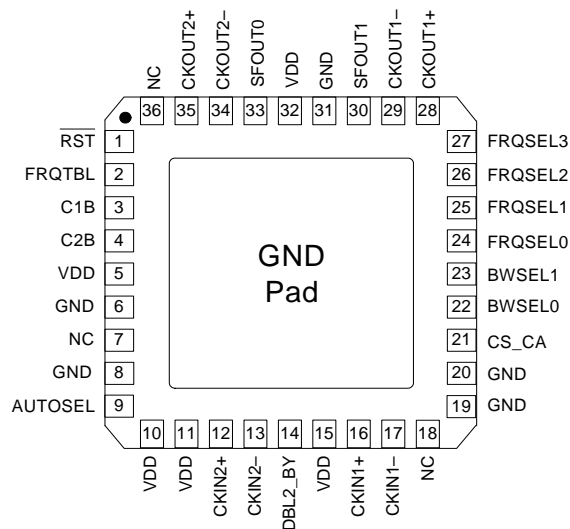 NC
CKOUT2+
CKOUT2–
SFOUT0
VDD
GND
SFOUT1
CKOUT1–
CKOUT1+
36 35 34 33 32 31 30 29 28
RST 1
FRQTBL 2
C1B 3
C2B 4
VDD 5
GND 6
NC 7
GND 8
AUTOSEL 9
GND
Pad
27 FRQSEL3
26 FRQSEL2
25 FRQSEL1
24 FRQSEL0
23 BWSEL1
22 BWSEL0
21 CS_CA
20 GND
19 GND
10 11 12 13 14 15 16 17 18
VDD
VDD
CKIN2+
CKIN2–
DBL2_BY
VDD
CKIN1+
CKIN1–
NC